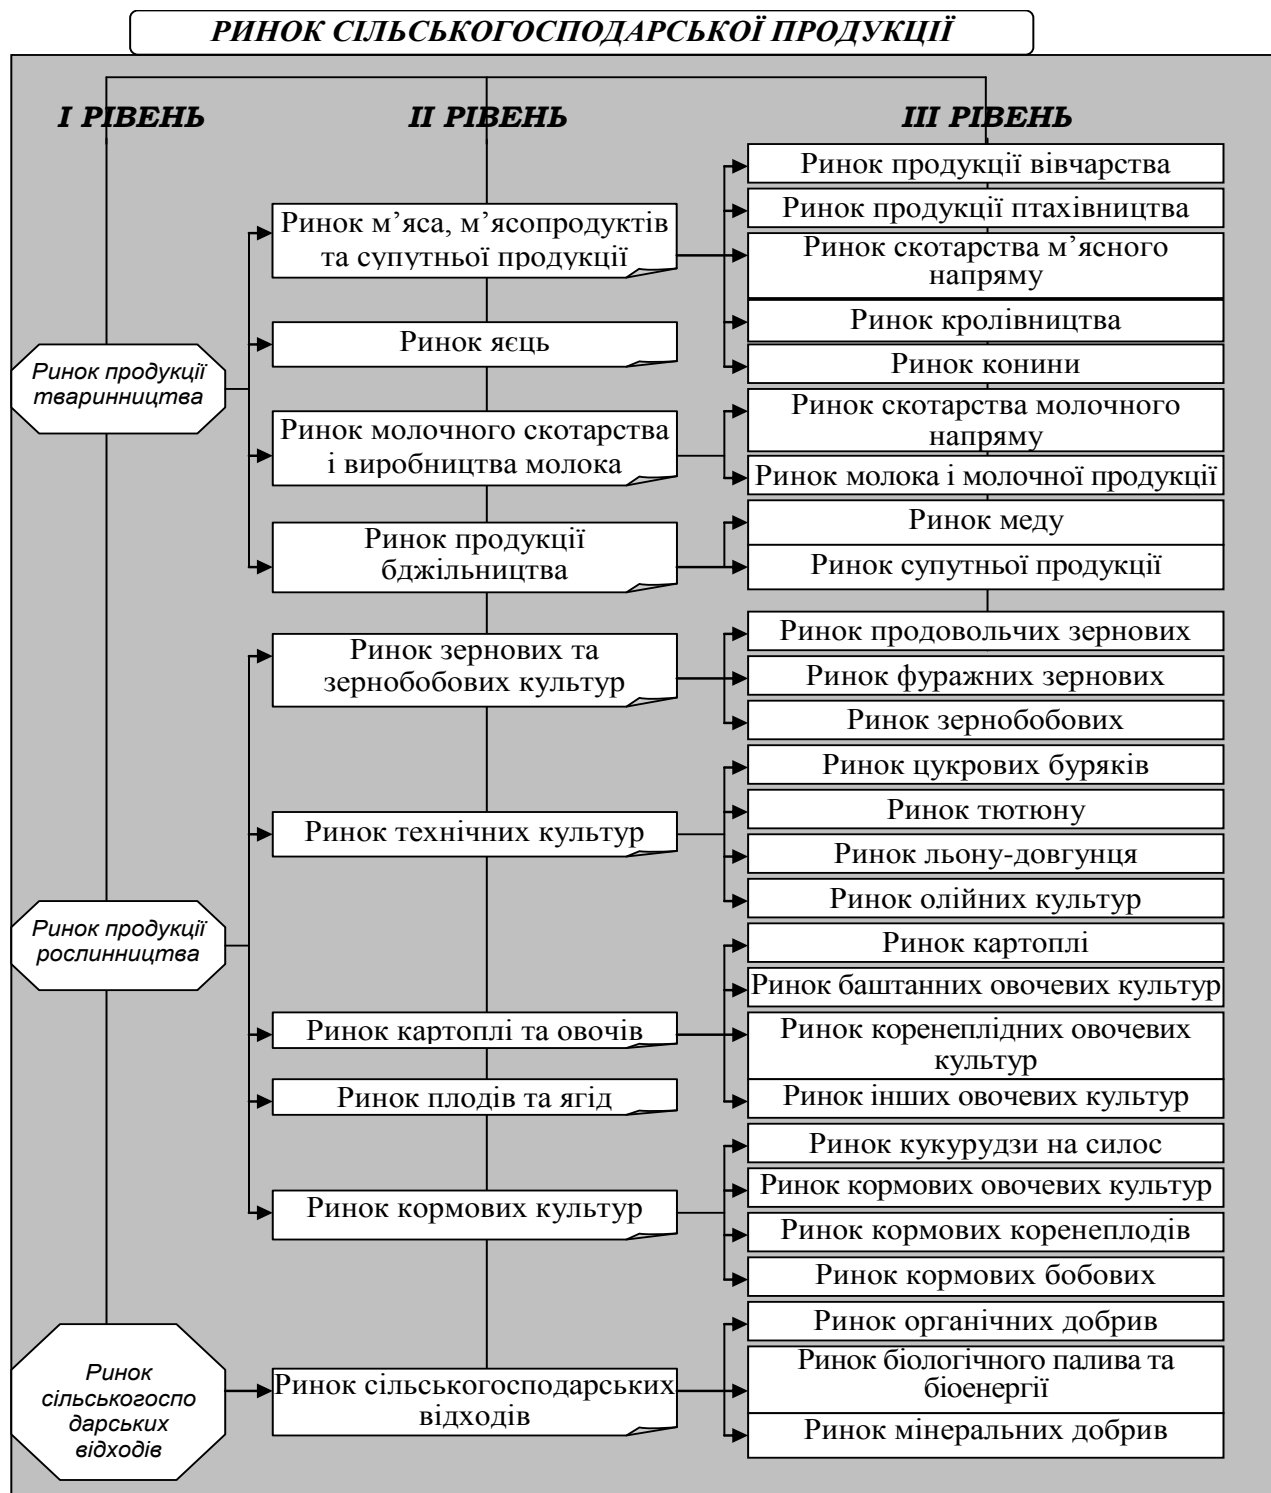 РИНОК СІЛЬСЬКОГОСПОДАРСЬКОЇ ПРОДУКЦІЇ
І РІВЕНЬ
ІІ РІВЕНЬ
ІІІ РІВЕНЬ
Ринок продукції
тваринництва
Ринок м’яса, м’ясопродуктів
та супутньої продукції
Ринок продукції вівчарства
Ринок продукції птахівництва
Ринок скотарства м’ясного
напряму
Ринок кролівництва
Ринок конини
Ринок яєць
Ринок молочного скотарства
і виробництва молока
Ринок скотарства молочного
напряму
Ринок молока і молочної продукції
Ринок продукції
бджільництва
Ринок меду
Ринок супутньої продукції
Ринок продукції
рослинництва
Ринок зернових та
зернобобових культур
Ринок продовольчих зернових
Ринок фуражних зернових
Ринок зернобобових
Ринок технічних культур
Ринок цукрових буряків
Ринок тютюну
Ринок льону-довгунця
Ринок олійних культур
Ринок картоплі та овочів
Ринок картоплі
Ринок баштанних овочевих культур
Ринок коренеплідних овочевих
культур
Ринок інших овочевих культур
Ринок плодів та ягід
Ринок кормових культур
Ринок кукурудзи на силос
Ринок кормових овочевих культур
Ринок кормових коренеплодів
Ринок кормових бобових
Ринок
сільськогоспо
дарських
відходів
Ринок сільськогосподарських
відходів
Ринок органічних добрив
Ринок біологічного палива та
біоенергії
Ринок мінеральних добрив